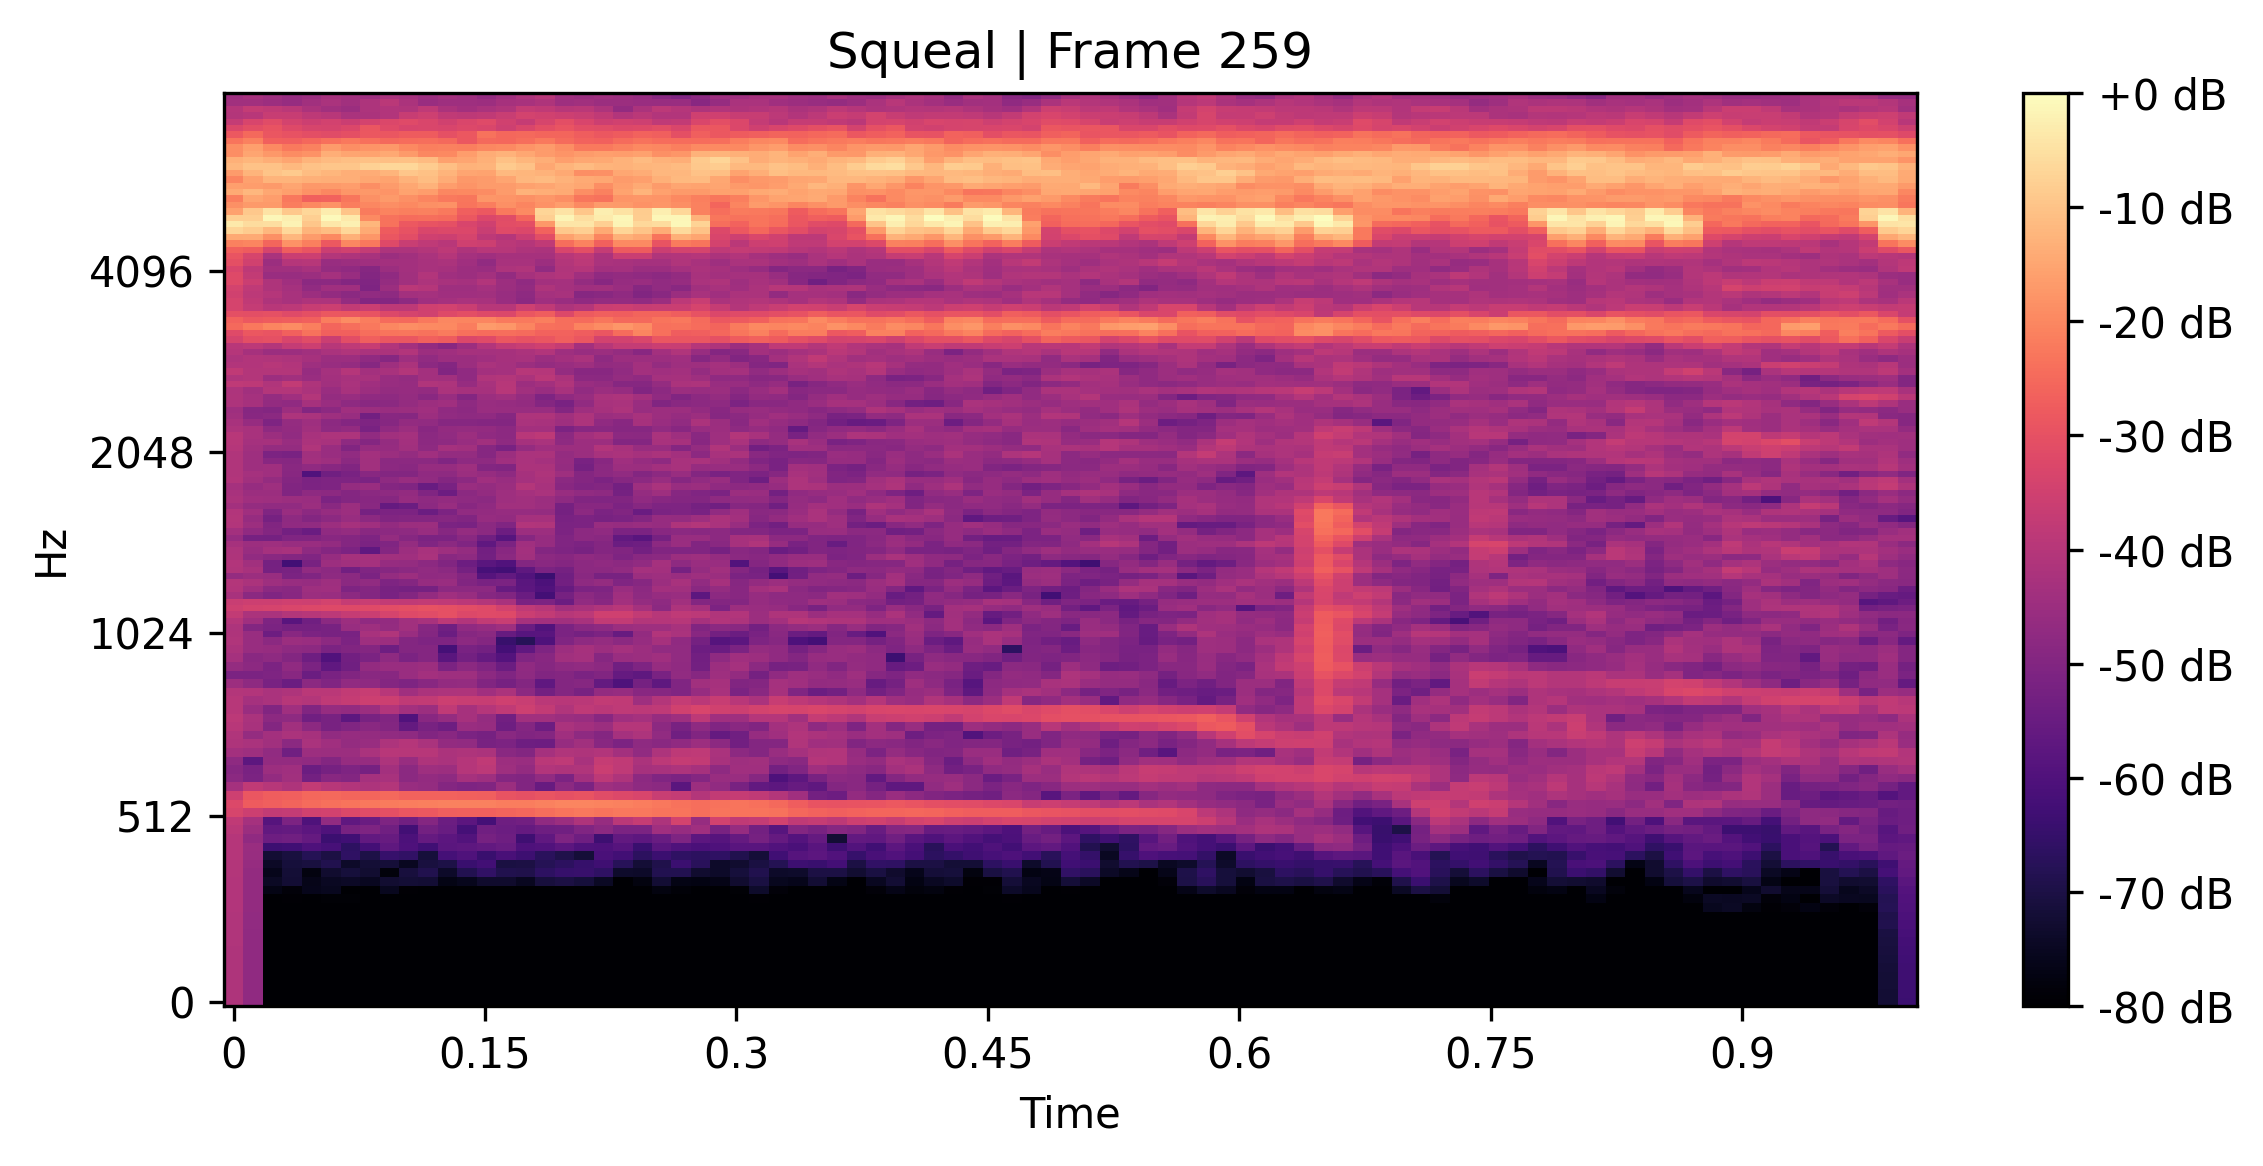 Squeal | Frame 259
+0 dB
-10 dB
-20 dB
-30 dB
-40 dB
-50 dB
-60 dB
-70 dB
-80 dB
Hz
4096
2048
1024
512
0
0 0.15 0.3 0.45 0.6 0.75 0.9
Time